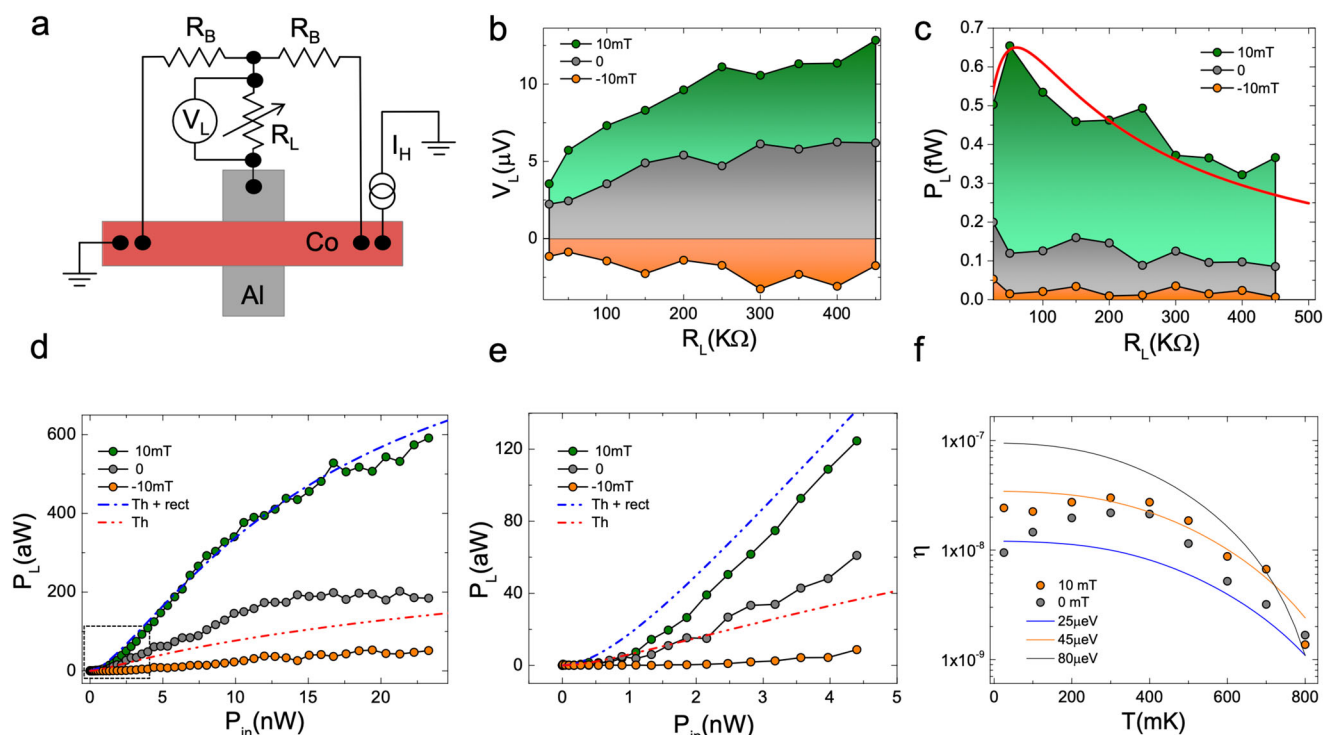 a
R_B
R_B
V_L
R_L
I_H
Co
Al
b
10mT
0
-10mT
10
5
0
V_L(µV)
100
200
300
400
R_L(KΩ)
c
10mT
0
-10mT
0.7
0.6
0.5
0.4
0.3
0.2
0.1
0.0
P_L(fW)
100
200
300
400
500
R_L(KΩ)
d
10mT
0
-10mT
Th + rect
Th
600
400
200
0
P_L(aW)
0
5
10
15
20
P_in(nW)
e
10mT
0
-10mT
Th + rect
Th
120
80
40
0
P_L(aW)
0
1
2
3
4
5
P_in(nW)
f
1x10^-7
1x10^-8
1x10^-9
η
10 mT
0 mT
25µeV
45µeV
80µeV
0
200
400
600
800
T(mK)